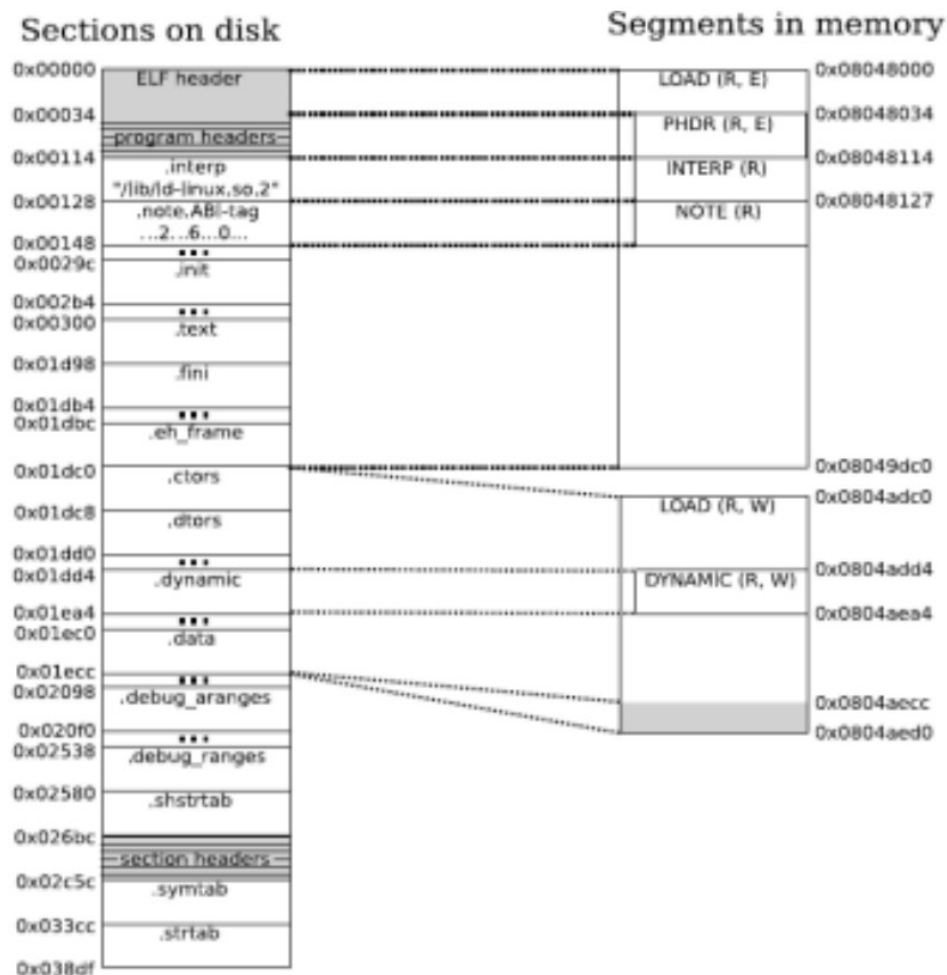 Sections on disk
Segments in memory
0x00000
ELF header
LOAD (R, E)
0x08048000
0x00034
program headers
PHDR (R, E)
0x08048034
0x00114
.interp
"/lib/ld-linux.so.2"
INTERP (R)
0x08048114
0x00128
.note.ABI-tag
...2...6...0...
NOTE (R)
0x08048127
0x00148
...
0x0029c
.init
0x002b4
...
0x00300
.text
0x01d98
.fini
0x01db4
...
0x01dbc
.eh_frame
0x01dc0
.ctors
0x08049dc0
LOAD (R, W)
0x0804adc0
0x01dc8
.dtors
0x01dd0
...
0x01dd4
.dynamic
DYNAMIC (R, W)
0x0804add4
0x01ea4
0x0804aea4
...
0x01ec0
.data
0x01ecc
0x0804aecc
...
0x02098
.debug_aranges
0x020f0
0x0804aed0
...
0x02538
.debug_ranges
0x02580
.shstrtab
0x026bc
section headers
0x02c5c
.symtab
0x033cc
.strtab
0x038df